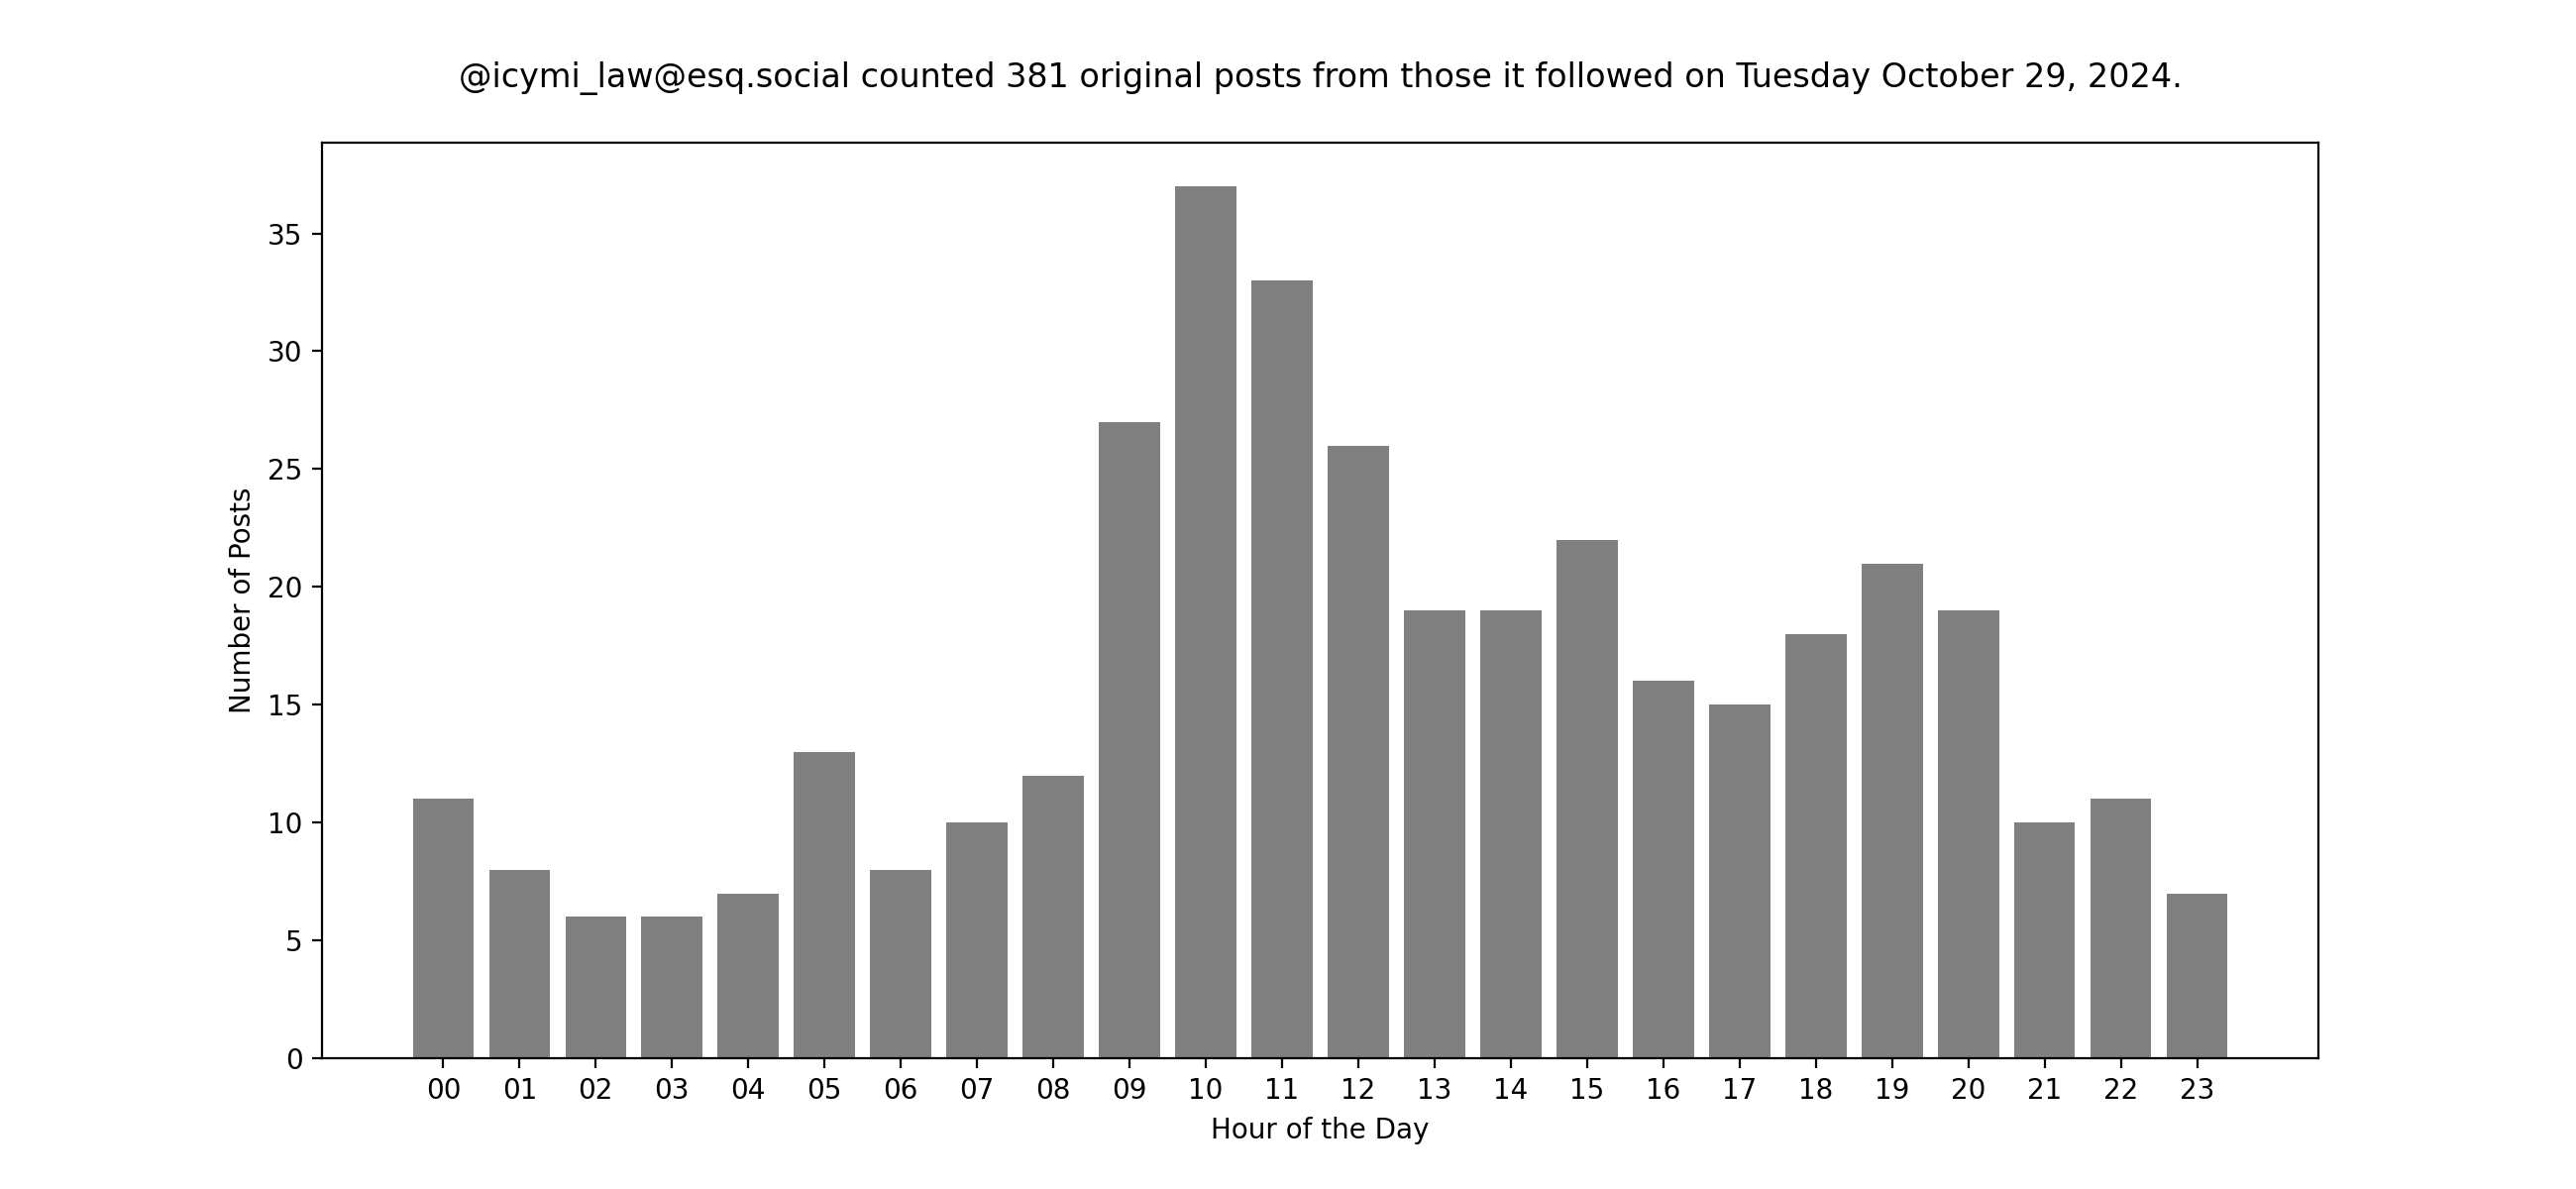 @icymi_law@esq.social counted 381 original posts from those it followed on Tuesday October 29, 2024.
Number of Posts
35
30
25
20
15
10
5
0
00 01 02 03 04 05 06 07 08 09 10 11 12 13 14 15 16 17 18 19 20 21 22 23
Hour of the Day